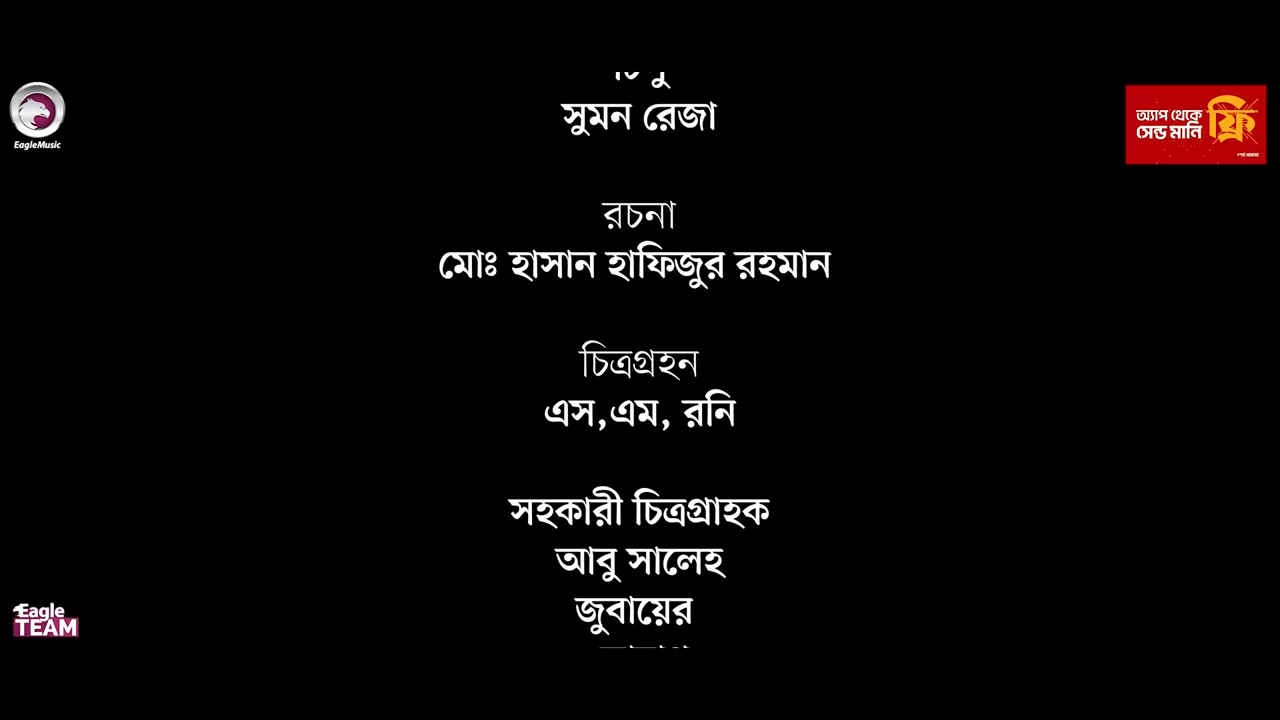 সুমন রেজা
EagleMusic
অ্যাপ থেকে
সেন্ড মানি
ফ্রি
রচনা
মোঃ হাসান হাফিজুর রহমান
চিত্রগ্রহন
এস,এম, রনি
সহকারী চিত্রগ্রাহক
আবু সালেহ
জুবায়ের
Eagle
TEAM